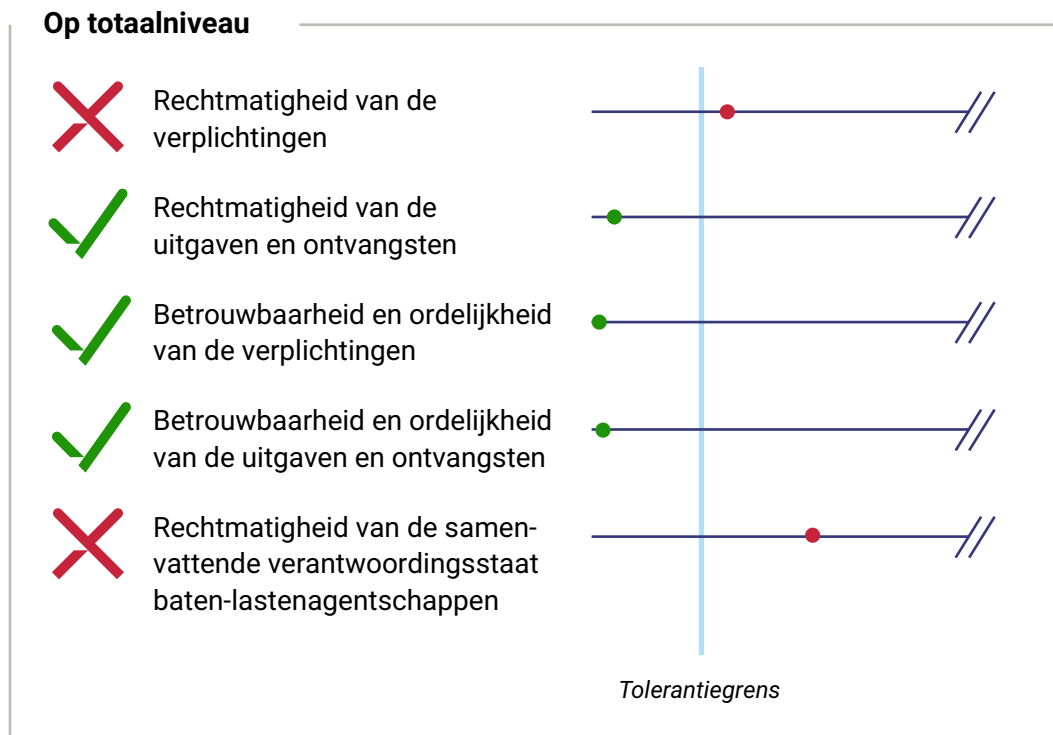 Op totaalniveau
Rechtmatigheid van de
verplichtingen
Rechtmatigheid van de
uitgaven en ontvangsten
Betrouwbaarheid en ordelijkheid
van de verplichtingen
Betrouwbaarheid en ordelijkheid
van de uitgaven en ontvangsten
Rechtmatigheid van de samen-
vattende verantwoordingsstaat
baten-lastenagentschappen
Tolerantiegrens